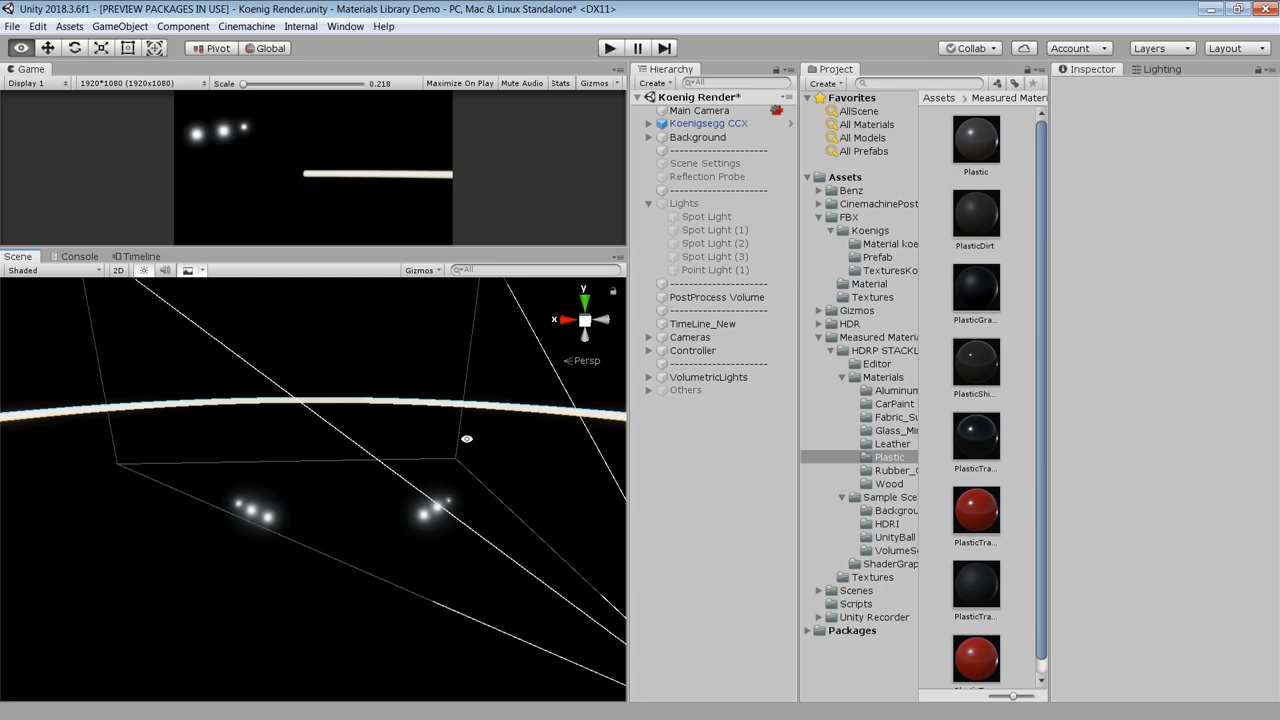 Unity 2018.3.6f1 - [PREVIEW PACKAGES IN USE] - Koenig Render.unity - Materials Library Demo - PC, Mac & Linux Standalone* <DX11>
File Edit Assets GameObject Component Cinemachine Internal Window Help
Pivot Global Collab Account Layers Layout
Game
Display 1 1920*1080 (1920x1080) Scale 0.218 Maximize On Play Mute Audio Stats Gizmos
Scene Console Timeline
Shaded 2D Gizmos All
y
x
Persp
Hierarchy
Create All
Koenig Render*
Main Camera
Koenigsegg CCX
Background
---------------------
Scene Settings
Reflection Probe
---------------------
Lights
Spot Light
Spot Light (1)
Spot Light (2)
Spot Light (3)
Point Light (1)
---------------------
PostProcess Volume
---------------------
TimeLine_New
Cameras
Controller
---------------------
VolumetricLights
Others
Project
Create
Favorites
AllScene
All Materials
All Models
All Prefabs
Assets
Benz
CinemachinePost
FBX
Koenigs
Material koe
Prefab
TexturesKo
Material
Textures
Gizmos
HDR
Measured Materia
HDRP STACKL
Editor
Materials
Aluminum
CarPaint
Fabric_Su
Glass_Mir
Leather
Plastic
Rubber_C
Wood
Sample Sce
Backgrou
HDRI
UnityBall
VolumeSe
ShaderGrap
Textures
Scenes
Scripts
Unity Recorder
Packages
Assets Measured Materi
Plastic
PlasticDirt
PlasticGra...
PlasticShi...
PlasticTra...
PlasticTra...
PlasticTra...
Inspector Lighting